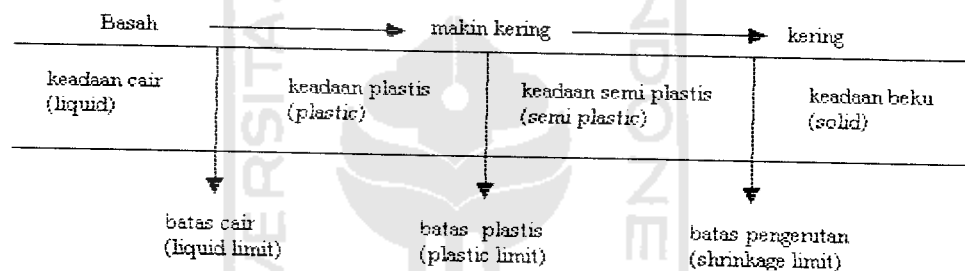 Basah makin kering kering
keadaan cair
(liquid)
keadaan plastis
(plastic)
keadaan semi plastis
(semi plastic)
keadaan beku
(solid)
batas cair
(liquid limit)
batas plastis
(plastic limit)
batas pengerutan
(shrinkage limit)